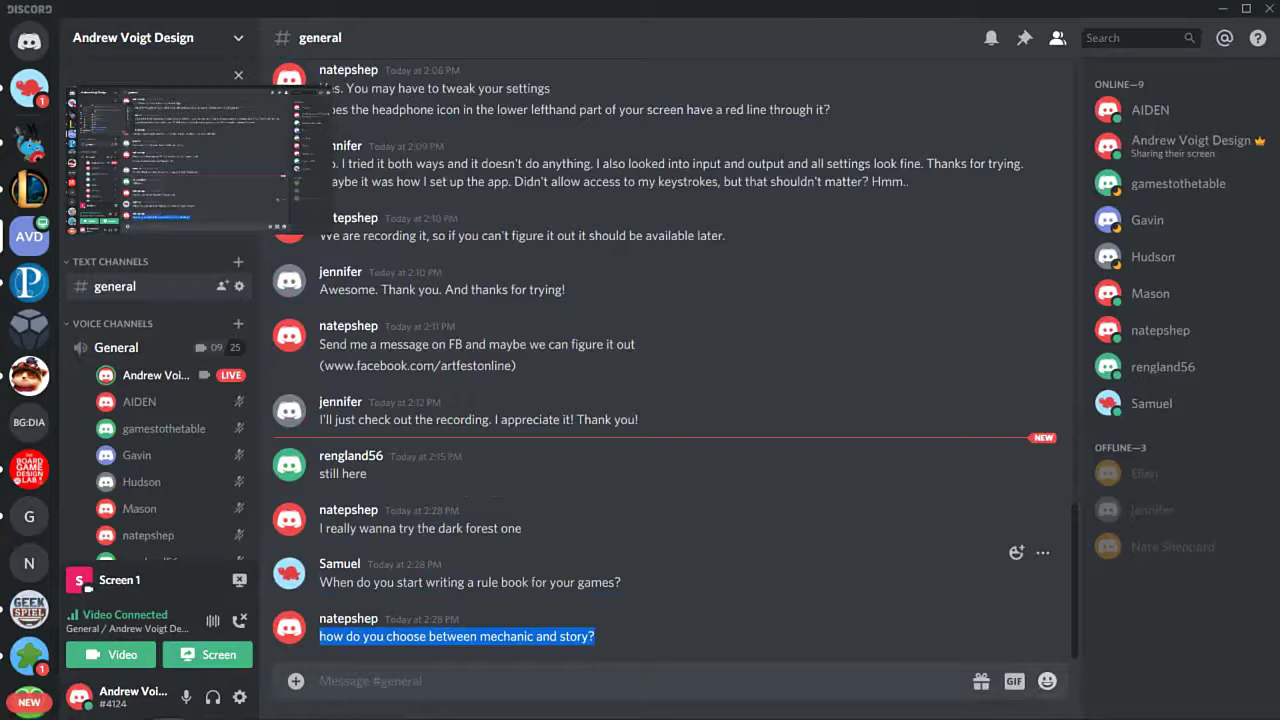 DISCORD
Andrew Voigt Design
general
Search
natepshep Today at 2:06 PM
es. You may have to tweak your settings
oes the headphone icon in the lower lefthand part of your screen have a red line through it?
nnifer Today at 2:09 PM
. I tried it both ways and it doesn't do anything. I also looked into input and output and all settings look fine. Thanks for trying.
aybe it was how I set up the app. Didn't allow access to my keystrokes, but that shouldn't matter? Hmm..
tepshep Today at 2:10 PM
We are recording it, so if you can't figure it out it should be available later.
jennifer Today at 2:10 PM
Awesome. Thank you. And thanks for trying!
natepshep Today at 2:11 PM
Send me a message on FB and maybe we can figure it out
(www.facebook.com/artfestonline)
jennifer Today at 2:12 PM
I'll just check out the recording. I appreciate it! Thank you!
NEW
rengland56 Today at 2:15 PM
still here
natepshep Today at 2:28 PM
I really wanna try the dark forest one
Samuel Today at 2:28 PM
When do you start writing a rule book for your games?
natepshep Today at 2:28 PM
how do you choose between mechanic and story?
Message #general
GIF
1
AVD
P
BG:DIA
BOARD
GAME
DESIGN
LAB
G
N
GEEK
SPIEL
1
NEW
TEXT CHANNELS
general
VOICE CHANNELS
General 09 25
Andrew Voi... LIVE
AIDEN
gamestothetable
Gavin
Hudson
Mason
natepshep
S Screen 1
Video Connected
General / Andrew Voigt De...
Video
Screen
Andrew Voi...
#4124
ONLINE—9
AIDEN
Andrew Voigt Design
Sharing their screen
gamestothetable
Gavin
Hudson
Mason
natepshep
rengland56
Samuel
OFFLINE—3
Efren
Jennifer
Nate Sheppard